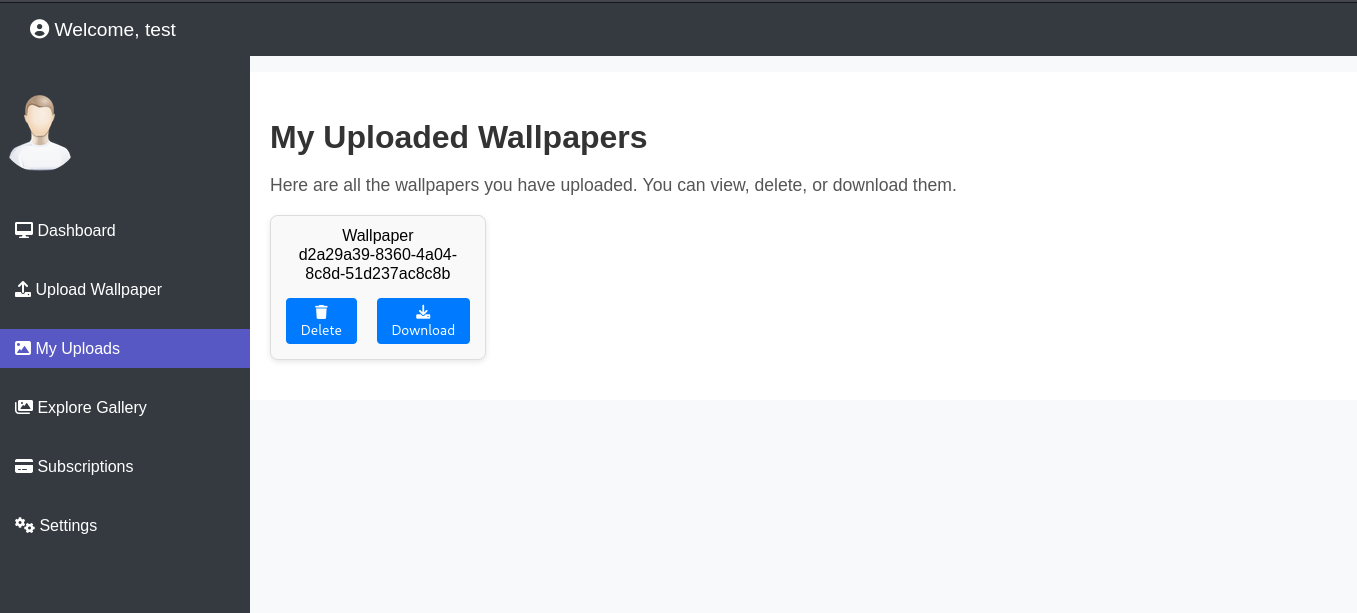 Welcome, test
Dashboard
Upload Wallpaper
My Uploads
Explore Gallery
Subscriptions
Settings
My Uploaded Wallpapers
Here are all the wallpapers you have uploaded. You can view, delete, or download them.
Wallpaper
d2a29a39-8360-4a04-
8c8d-51d237ac8c8b
Delete
Download